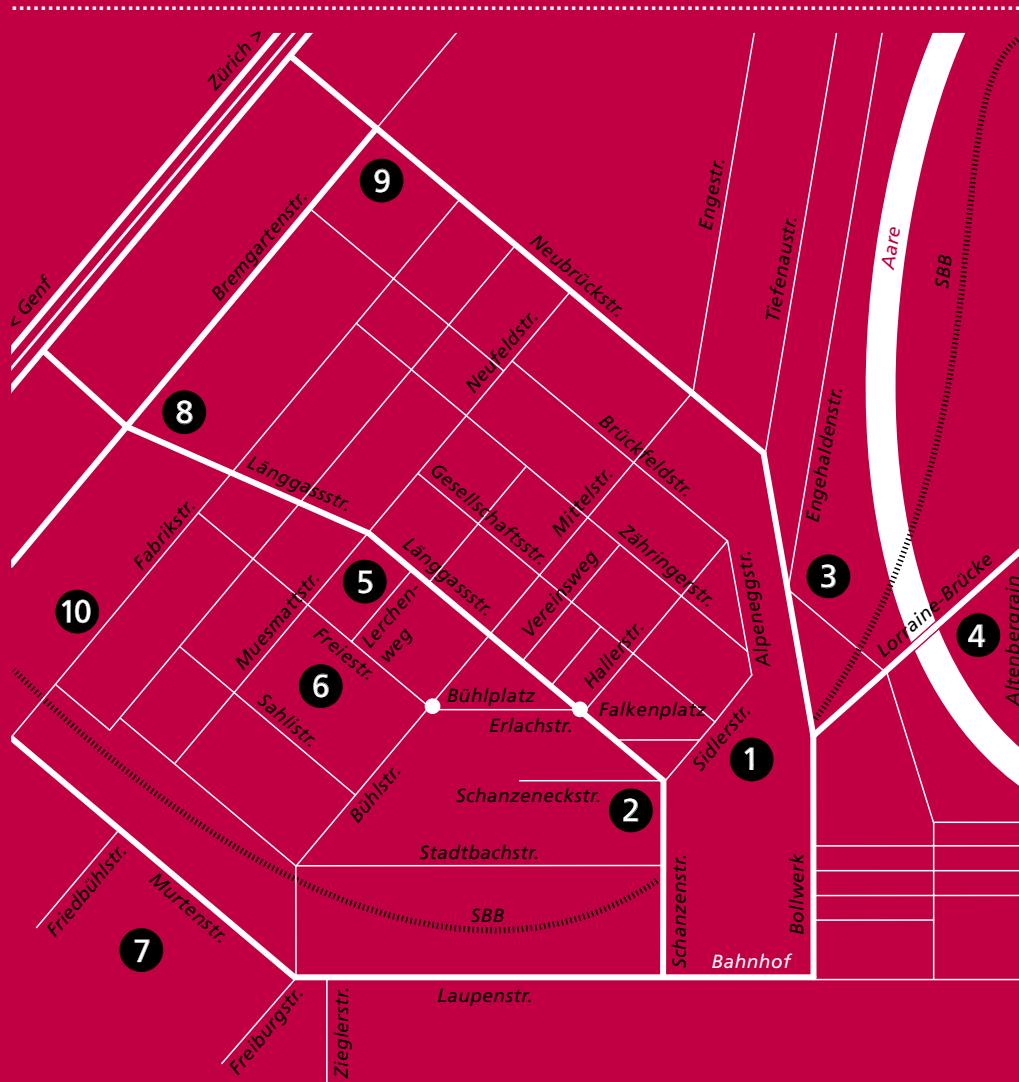 Zürich >
9
Engestr.
Bremgartenstr.
Neubrückstr.
Tiefenaustr.
Aare
SBB
< Genf
Neufeldstr.
8
Brückfeldstr.
Engehaldenstr.
Länggassstr.
Gesellschaftsstr.
Mittelstr.
Fabrikstr.
Zähringerstr.
Länggassstr.
5
3
Vereinsweg
Alpeneggstr.
Lorraine-Brücke
10
Muesmattstr.
Lerchen-
weg
4
Altenbergrain
Freiestr.
Hallerstr.
6
Bühlplatz
Falkenplatz
Sahlistr.
Erlachstr.
Sidlerstr.
1
Bühlstr.
Schanzeneckstr.
2
Stadtbachstr.
Friedbühlstr.
Murtenstr.
SBB
Schanzenstr.
Bollwerk
7
Bahnhof
Laupenstr.
Freiburgstr.
Zieglerstr.